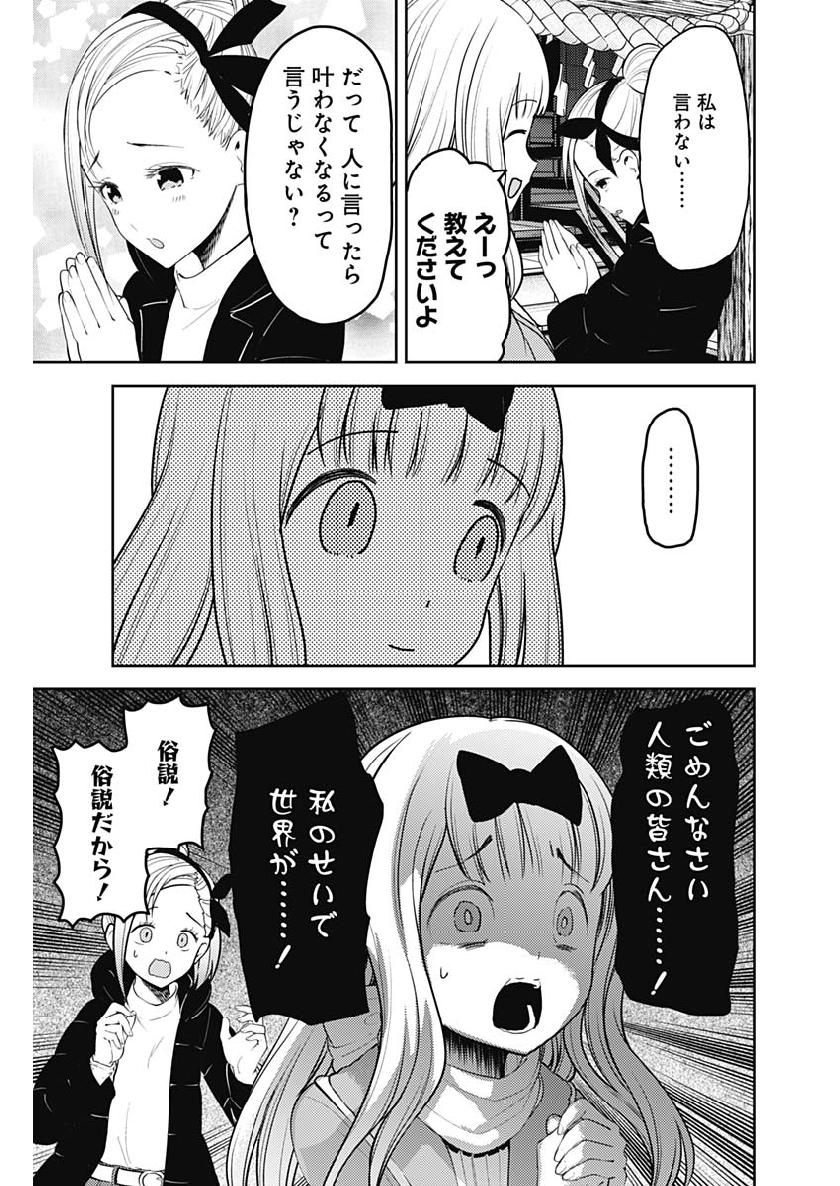 私は
言わない……
えーっ
教えて
くださいよ
だって 人に言ったら
叶わなくなるって
言うじゃない？
………
ごめんなさい
人類の皆さん……！
私のせいで
世界が……！
俗説！
俗説だから！